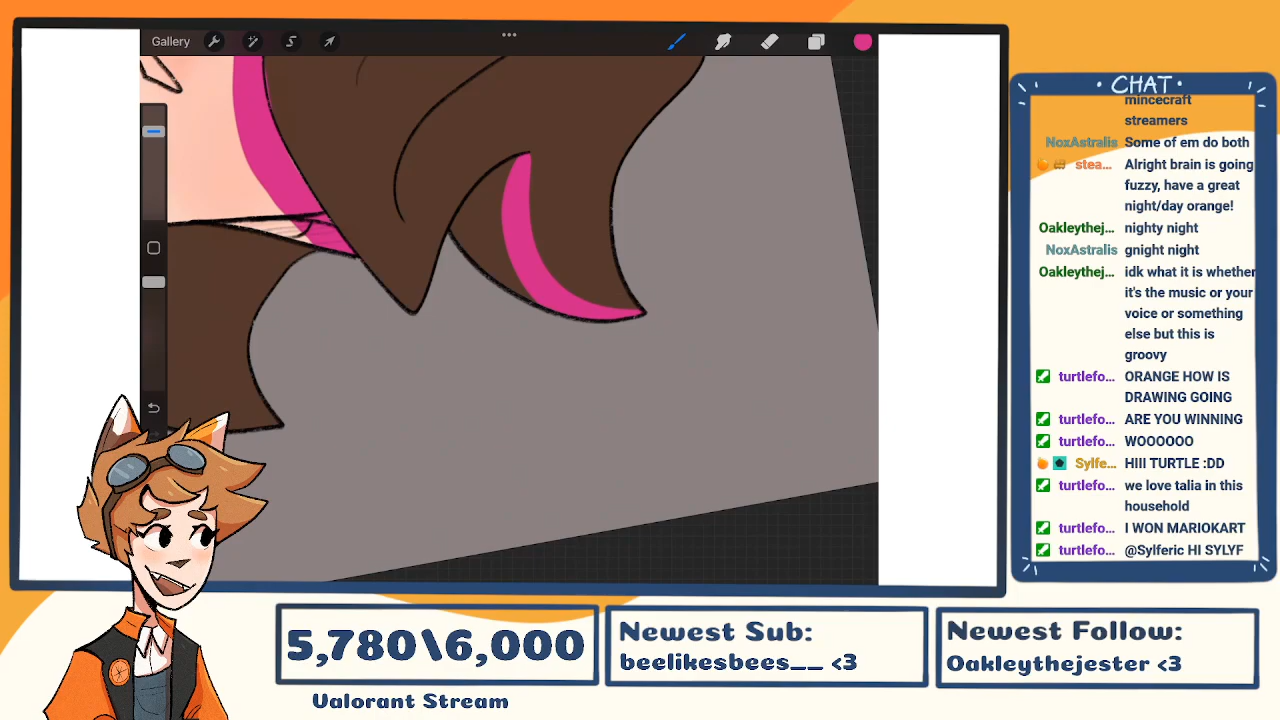 Gallery
• CHAT •
mincecraft
streamers
NoxAstralis Some of em do both
stea... Alright brain is going
fuzzy, have a great
night/day orange!
Oakleythej... nighty night
NoxAstralis gnight night
Oakleythej... idk what it is whether
it's the music or your
voice or something
else but this is
groovy
turtlefo... ORANGE HOW IS
DRAWING GOING
turtlefo... ARE YOU WINNING
turtlefo... WOOOOOO
Sylfe... HIII TURTLE :DD
turtlefo... we love talia in this
household
turtlefo... I WON MARIOKART
turtlefo... @Sylferic HI SYLYF
5,780\6,000
Valorant Stream
Newest Sub:
beelikesbees__ <3
Newest Follow:
Oakleythejester <3